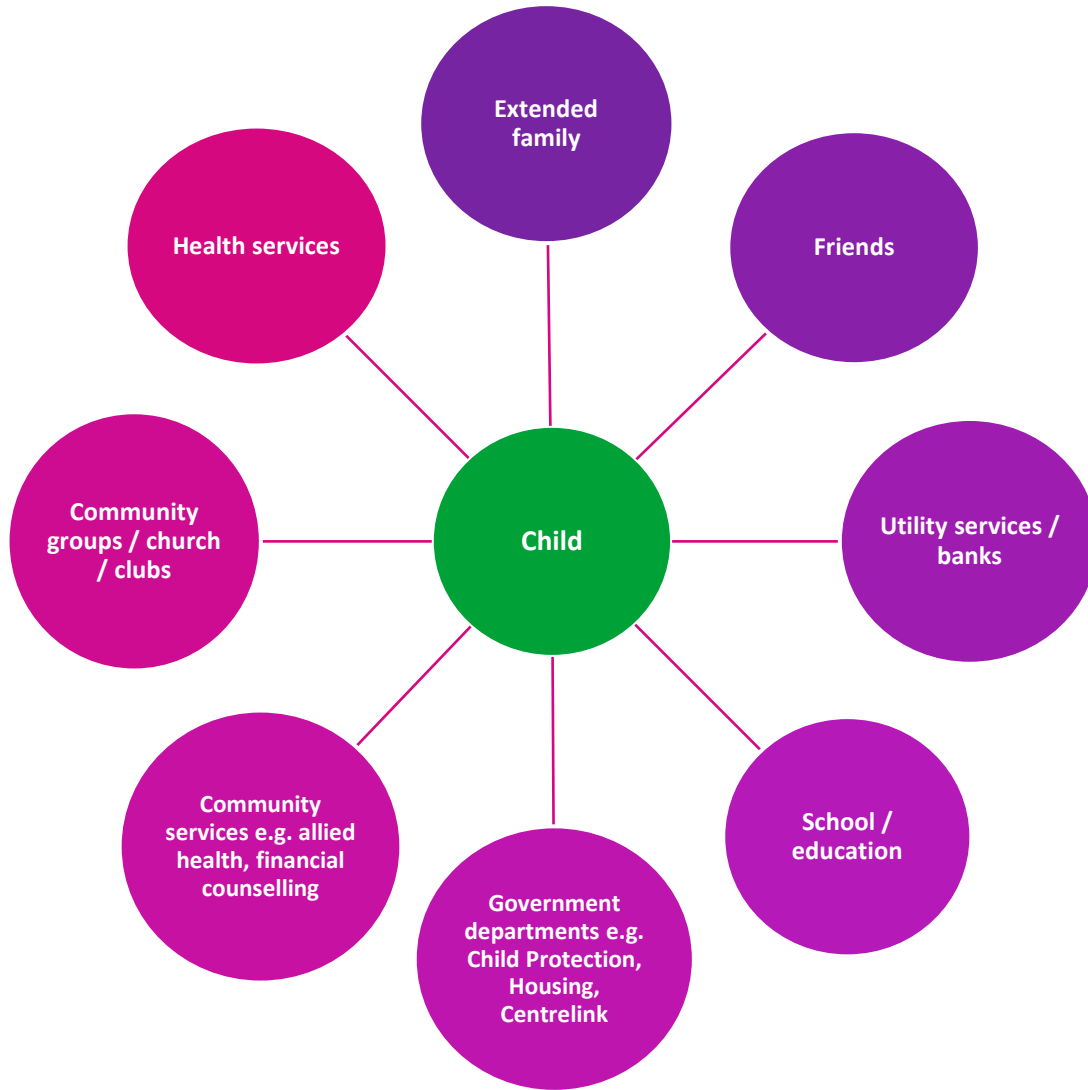 Extended
family
Health services
Friends
Community
groups / church
/ clubs
Child
Utility services /
banks
Community
services e.g. allied
health, financial
counselling
School /
education
Government
departments e.g.
Child Protection,
Housing,
Centrelink